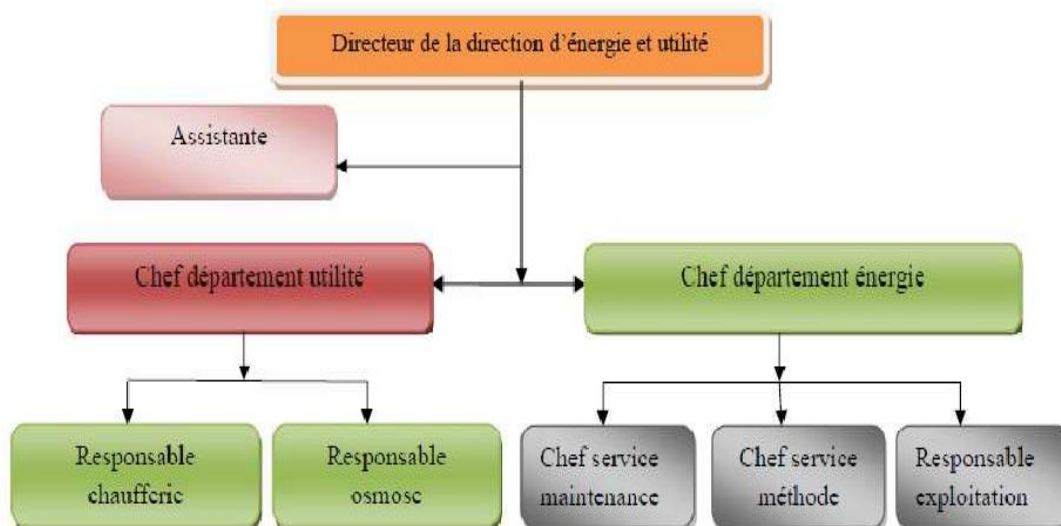 Directeur de la direction d'énergie et utilité
Assistante
Chef département utilité
Chef département énergie
Responsable
chaufferie
Responsable
osmose
Chef service
maintenance
Chef service
méthode
Responsable
exploitation